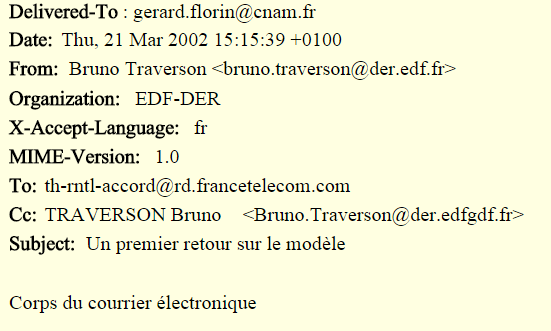 Delivered-To : gerard.florin@cnam.fr
Date: Thu, 21 Mar 2002 15:15:39 +0100
From: Bruno Traverson <bruno.traverson@der.edf.fr>
Organization: EDF-DER
X-Accept-Language: fr
MIME-Version: 1.0
To: th-rntl-accord@rd.francetelecom.com
Cc: TRAVERSON Bruno <Bruno.Traverson@der.edfgdf.fr>
Subject: Un premier retour sur le modèle
Corps du courrier électronique